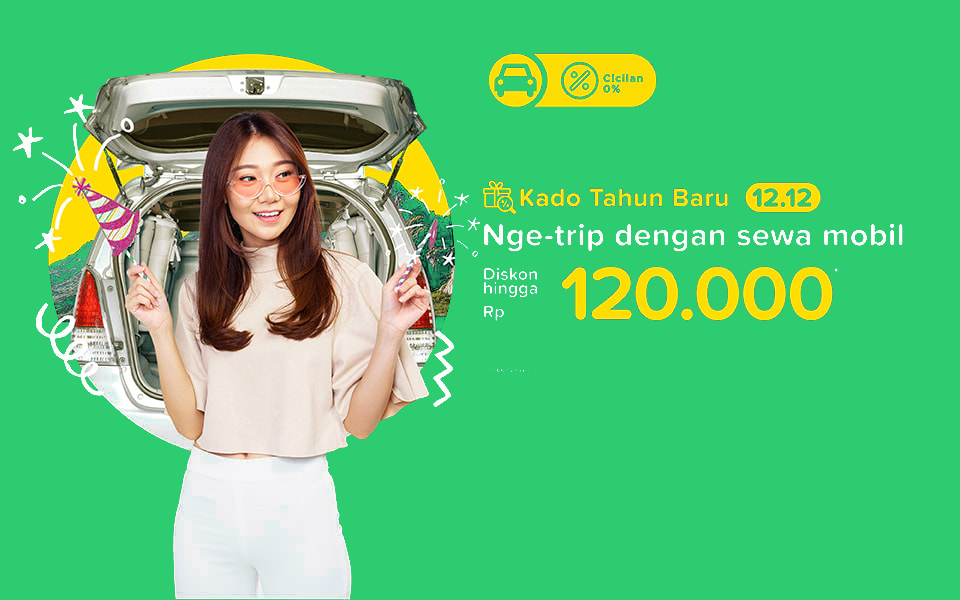 Cicilan
0%
Kado Tahun Baru 12.12
Nge-trip dengan sewa mobil
Diskon
hingga
Rp 120.000*